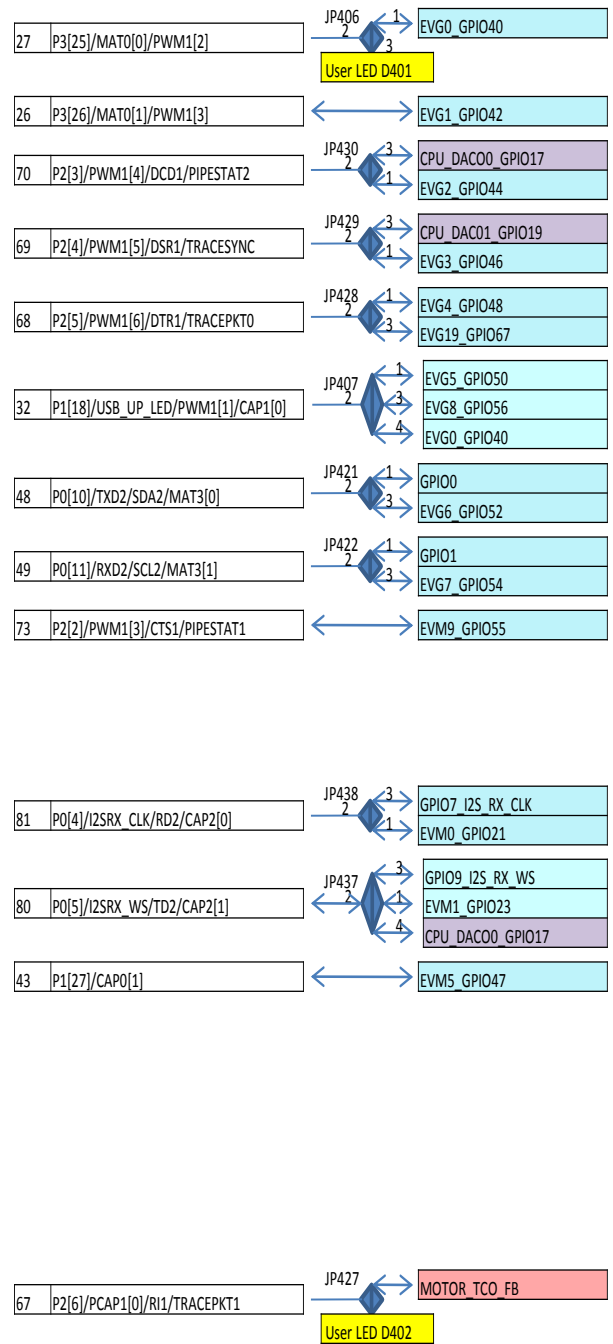 JP406
1
EVG0_GPIO40
27 P3[25]/MAT0[0]/PWM1[2]
2
3
User LED D401
26 P3[26]/MAT0[1]/PWM1[3]
EVG1_GPIO42
JP430
3
CPU_DACO0_GPIO17
70 P2[3]/PWM1[4]/DCD1/PIPESTAT2
2
1
EVG2_GPIO44
JP429
3
CPU_DACO1_GPIO19
69 P2[4]/PWM1[5]/DSR1/TRACESYNC
2
1
EVG3_GPIO46
JP428
1
EVG4_GPIO48
68 P2[5]/PWM1[6]/DTR1/TRACEPKT0
2
3
EVG19_GPIO67
JP407
1
EVG5_GPIO50
32 P1[18]/USB_UP_LED/PWM1[1]/CAP1[0]
2
3
EVG8_GPIO56
4
EVG0_GPIO40
JP421
1
GPIO0
48 P0[10]/TXD2/SDA2/MAT3[0]
2
3
EVG6_GPIO52
JP422
1
GPIO1
49 P0[11]/RXD2/SCL2/MAT3[1]
2
3
EVG7_GPIO54
73 P2[2]/PWM1[3]/CTS1/PIPESTAT1
EVM9_GPIO55
JP438
3
GPIO7_I2S_RX_CLK
81 P0[4]/I2SRX_CLK/RD2/CAP2[0]
2
1
EVM0_GPIO21
JP437
3
GPIO9_I2S_RX_WS
80 P0[5]/I2SRX_WS/TD2/CAP2[1]
2
1
EVM1_GPIO23
4
CPU_DACO0_GPIO17
43 P1[27]/CAP0[1]
EVM5_GPIO47
JP427
1
MOTOR_TCO_FB
67 P2[6]/PCAP1[0]/RI1/TRACEPKT1
2
User LED D402